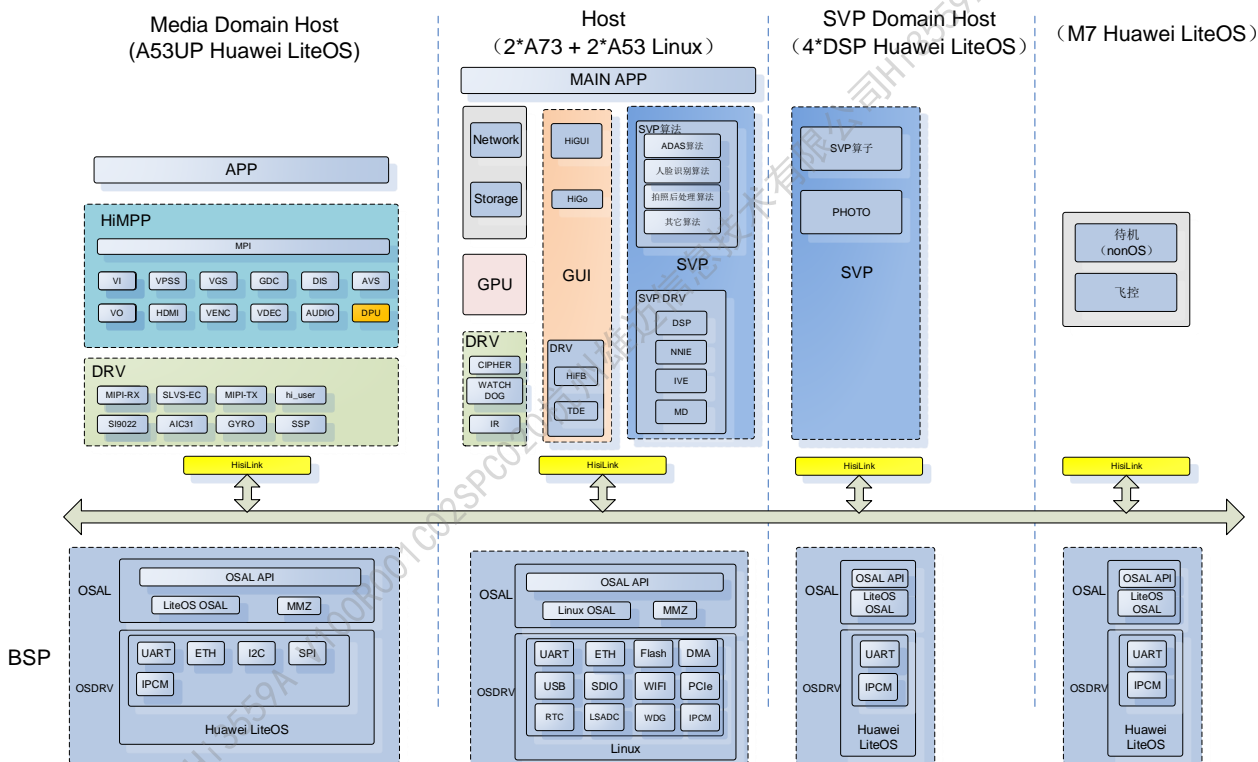 Media Domain Host
(A53UP Huawei LiteOS)
APP
HiMPP
MPI
VI
VPSS
VGS
GDC
DIS
AVS
VO
HDMI
VENC
VDEC
AUDIO
DPU
DRV
MIPI-RX
SLVS-EC
MIPI-TX
hi_user
SI9022
AIC31
GYRO
SSP
HisiLink
Host
（2*A73 + 2*A53 Linux）
MAIN APP
Network
Storage
GPU
DRV
CIPHER
WATCH
DOG
IR
HiGUI
HiGo
GUI
DRV
HiFB
TDE
SVP算法
ADAS算法
人脸识别算法
拍照后处理算法
其它算法
SVP
SVP DRV
DSP
NNIE
IVE
MD
HisiLink
SVP Domain Host
（4*DSP Huawei LiteOS）
SVP算子
PHOTO
SVP
HisiLink
（M7 Huawei LiteOS）
待机
（nonOS）
飞控
HisiLink
BSP
OSAL
OSAL API
LiteOS OSAL
MMZ
OSDRV
UART
ETH
I2C
SPI
IPCM
Huawei LiteOS
OSAL
OSAL API
Linux OSAL
MMZ
OSDRV
UART
ETH
Flash
DMA
USB
SDIO
WIFI
PCIe
RTC
LSADC
WDG
IPCM
Linux
OSAL
OSAL API
LiteOS
OSAL
OSDRV
UART
IPCM
Huawei
LiteOS
OSAL
OSAL API
LiteOS
OSAL
OSDRV
UART
IPCM
Huawei
LiteOS